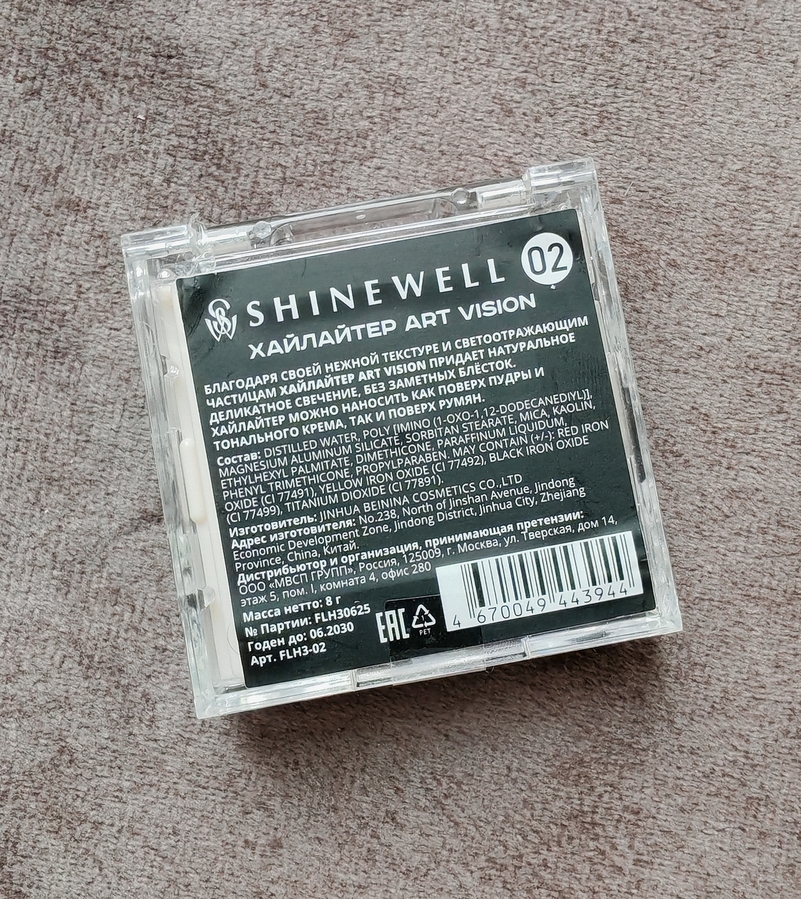 SHINEWELL 02
ХАЙЛАЙТЕР ART VISION
БЛАГОДАРЯ СВОЕЙ НЕЖНОЙ ТЕКСТУРЕ И СВЕТООТРАЖАЮЩИМ
ЧАСТИЦАМ ХАЙЛАЙТЕР ART VISION ПРИДАЕТ НАТУРАЛЬНОЕ
ДЕЛИКАТНОЕ СВЕЧЕНИЕ, БЕЗ ЗАМЕТНЫХ БЛЁСТОК.
ХАЙЛАЙТЕР МОЖНО НАНОСИТЬ КАК ПОВЕРХ ПУДРЫ И
ТОНАЛЬНОГО КРЕМА, ТАК И ПОВЕРХ РУМЯН.
Состав: DISTILLED WATER, POLY [IMINO (1-OXO-1,12-DODECANEDIYL)],
MAGNESIUM ALUMINUM SILICATE, SORBITAN STEARATE, MICA, KAOLIN,
ETHYLHEXYL PALMITATE, DIMETHICONE, PARAFFINUM LIQUIDUM,
PHENYL TRIMETHICONE, PROPYLPARABEN. MAY CONTAIN (+/-): RED IRON
OXIDE (CI 77491), YELLOW IRON OXIDE (CI 77492), BLACK IRON OXIDE
(CI 77499), TITANIUM DIOXIDE (CI 77891).
Изготовитель: JINHUA BEININA COSMETICS CO.,LTD
Адрес изготовителя: No.238, North of Jinshan Avenue, Jindong
Economic Development Zone, Jindong District, Jinhua City, Zhejiang
Province, China, Китай.
Дистрибьютор и организация, принимающая претензии:
ООО «МВСП ГРУПП», Россия, 125009, г. Москва, ул. Тверская, дом 14,
этаж 5, пом. I, комната 4, офис 280
Масса нетто: 8 г
№ Партии: FLH30625
Годен до: 06.2030
Арт. FLH3-02
EAC
PET
4 670049 443944